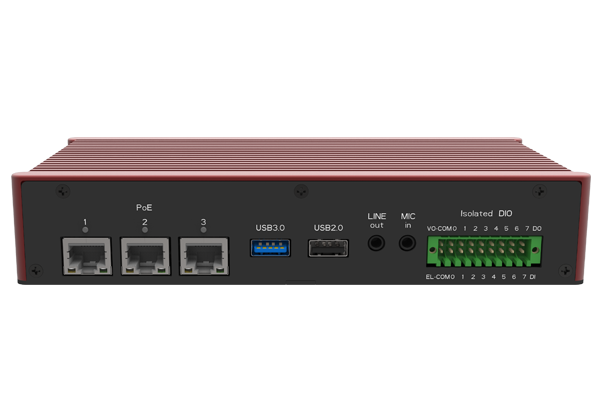 PoE
1 2 3
USB3.0
USB2.0
LINE
out
MIC
in
Isolated DIO
VO-COM 0 1 2 3 4 5 6 7 DO
EL-COM 0 1 2 3 4 5 6 7 DI